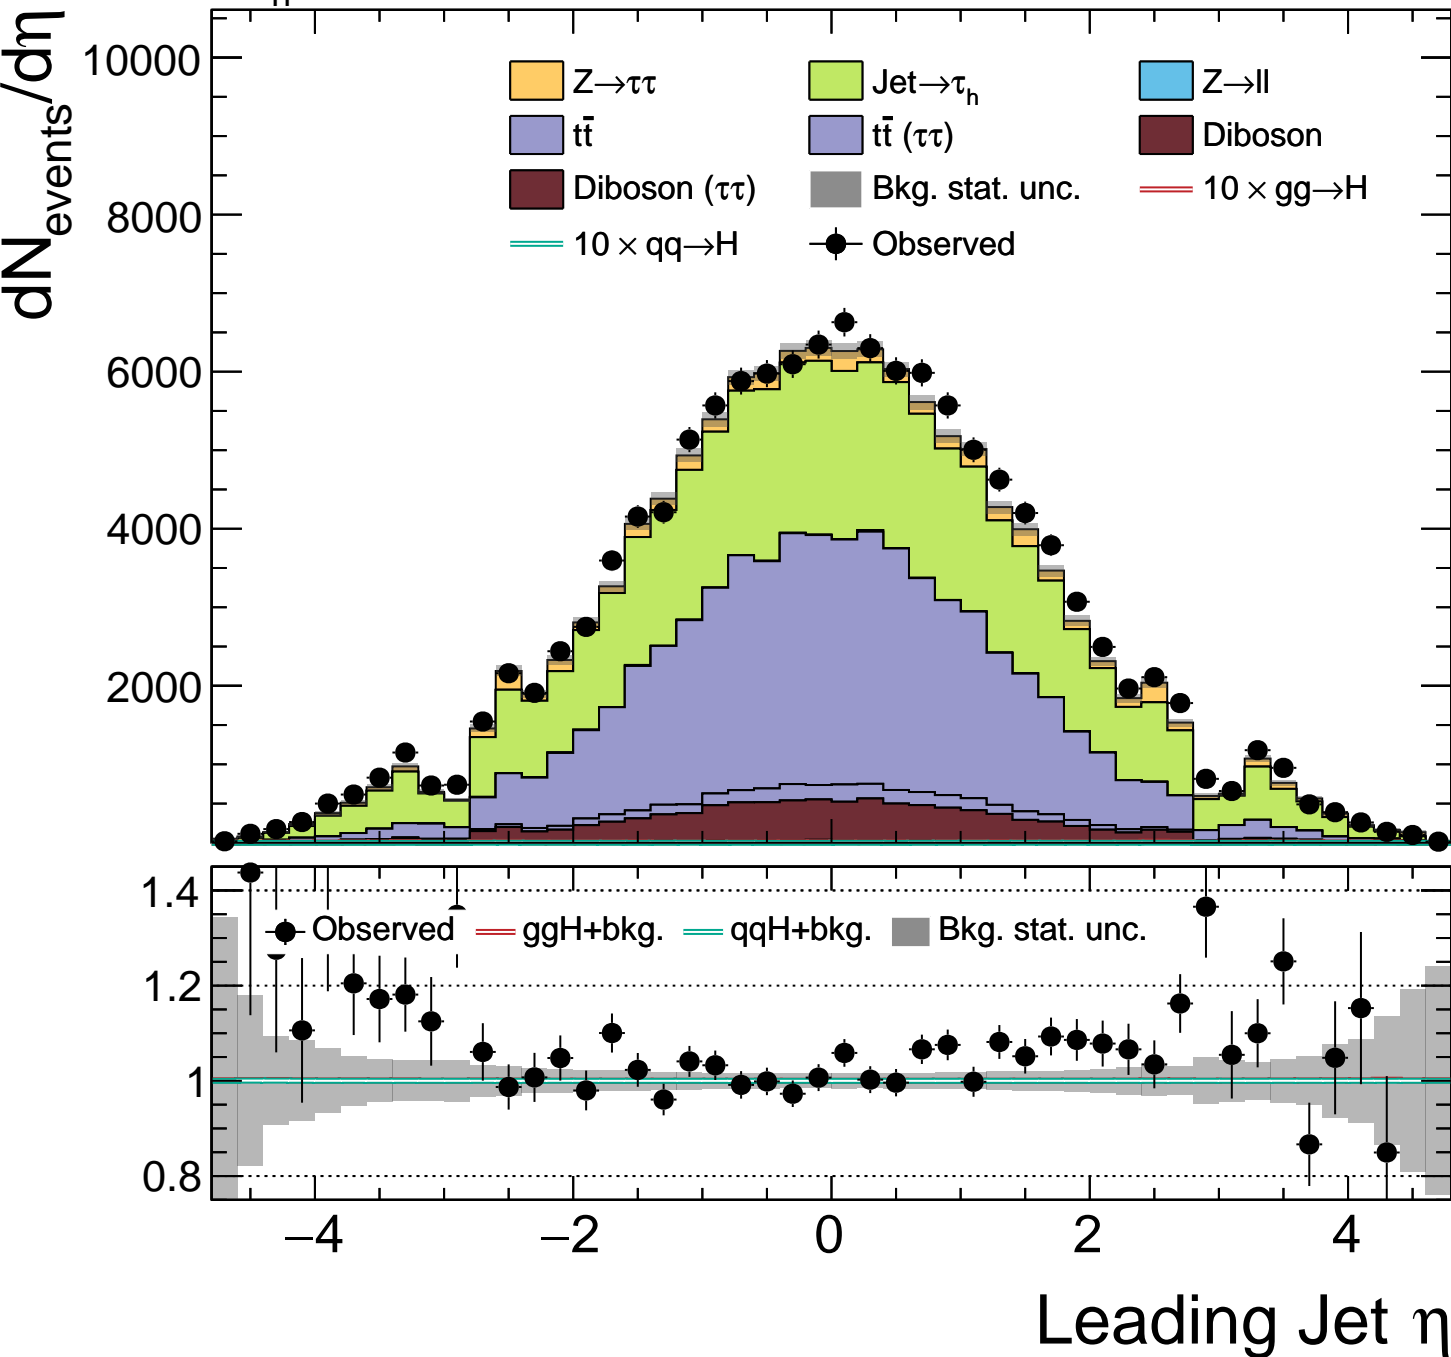 dN_events/dη
10000
8000
6000
4000
2000
Z→ττ Jet→τ_h Z→ll
tt̄ tt̄ (ττ) Diboson
Diboson (ττ) Bkg. stat. unc. 10 × gg→H
10 × qq→H Observed
1.4
1.2
1
0.8
Observed ggH+bkg. qqH+bkg. Bkg. stat. unc.
−4 −2 0 2 4
Leading Jet η